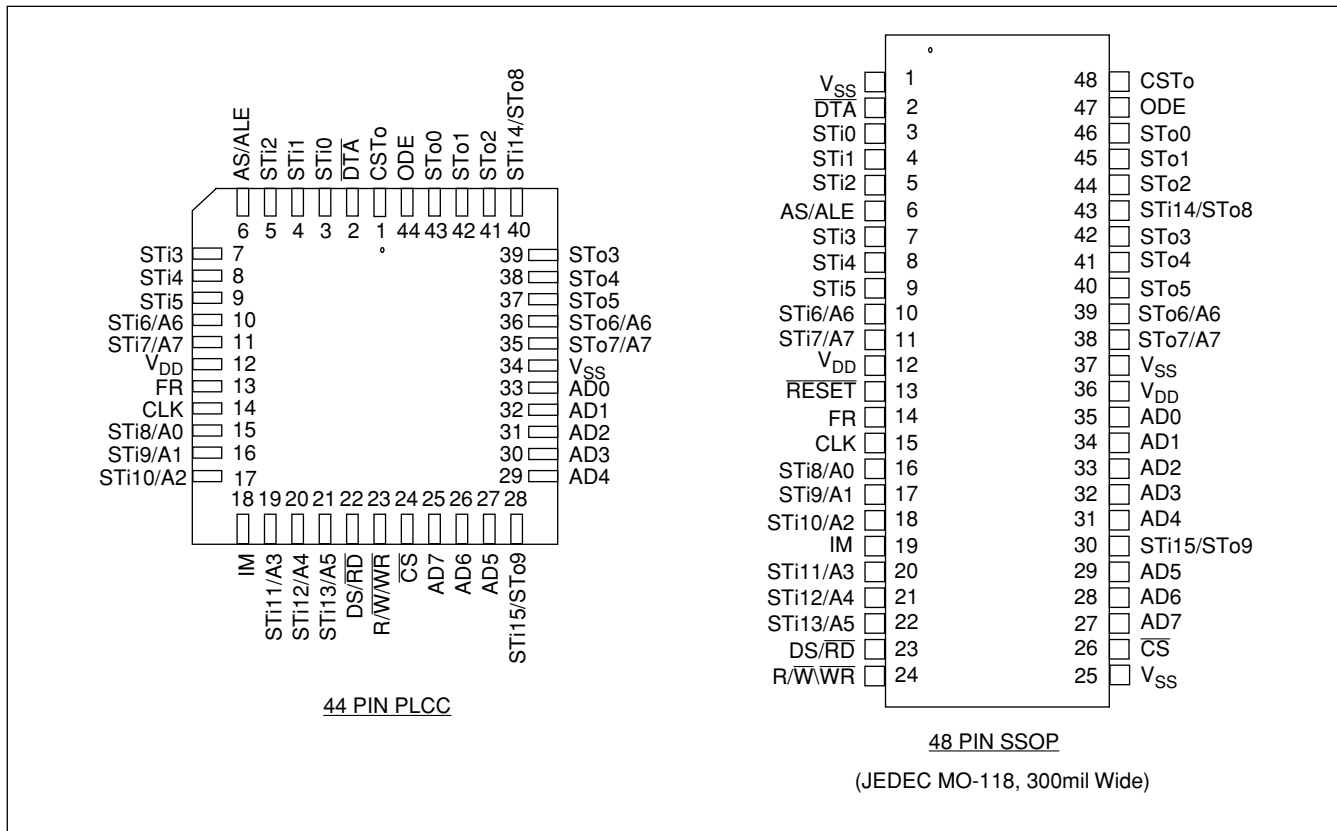 AS/ALE
STi2
STi1
STi0
DTA
CSTo
ODE
STo0
STo1
STo2
STi14/STo8
6 5 4 3 2 1 44 43 42 41 40
STi3 7
STi4 8
STi5 9
STi6/A6 10
STi7/A7 11
VDD 12
FR 13
CLK 14
STi8/A0 15
STi9/A1 16
STi10/A2 17
39 STo3
38 STo4
37 STo5
36 STo6/A6
35 STo7/A7
34 VSS
33 AD0
32 AD1
31 AD2
30 AD3
29 AD4
18 19 20 21 22 23 24 25 26 27 28
IM
STi11/A3
STi12/A4
STi13/A5
DS/RD
R/W/WR
CS
AD7
AD6
AD5
STi15/STo9
44 PIN PLCC
VSS 1
DTA 2
STi0 3
STi1 4
STi2 5
AS/ALE 6
STi3 7
STi4 8
STi5 9
STi6/A6 10
STi7/A7 11
VDD 12
RESET 13
FR 14
CLK 15
STi8/A0 16
STi9/A1 17
STi10/A2 18
IM 19
STi11/A3 20
STi12/A4 21
STi13/A5 22
DS/RD 23
R/W\WR 24
48 CSTo
47 ODE
46 STo0
45 STo1
44 STo2
43 STi14/STo8
42 STo3
41 STo4
40 STo5
39 STo6/A6
38 STo7/A7
37 VSS
36 VDD
35 AD0
34 AD1
33 AD2
32 AD3
31 AD4
30 STi15/STo9
29 AD5
28 AD6
27 AD7
26 CS
25 VSS
48 PIN SSOP
(JEDEC MO-118, 300mil Wide)